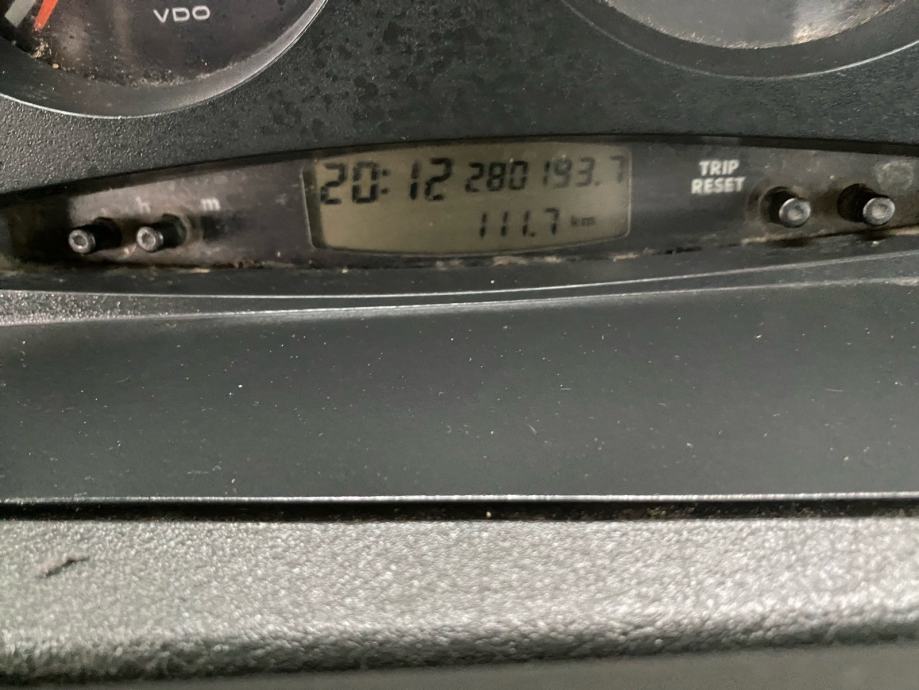 VDO
20:12 280193.7
h m
TRIP
RESET
111.7 km